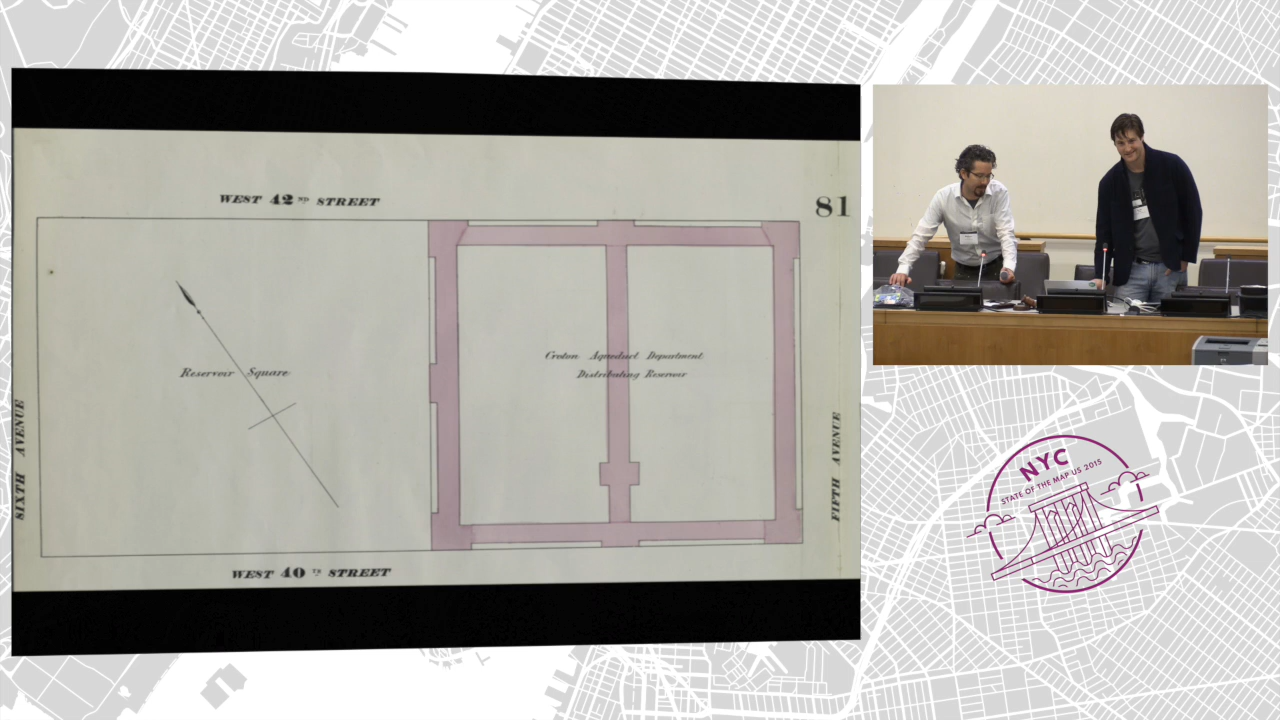 WEST 42ND STREET
81
Reservoir Square
Croton Aqueduct Department
Distributing Reservoir
SIXTH AVENUE
FIFTH AVENUE
WEST 40TH STREET
NYC
STATE OF THE MAP US 2015